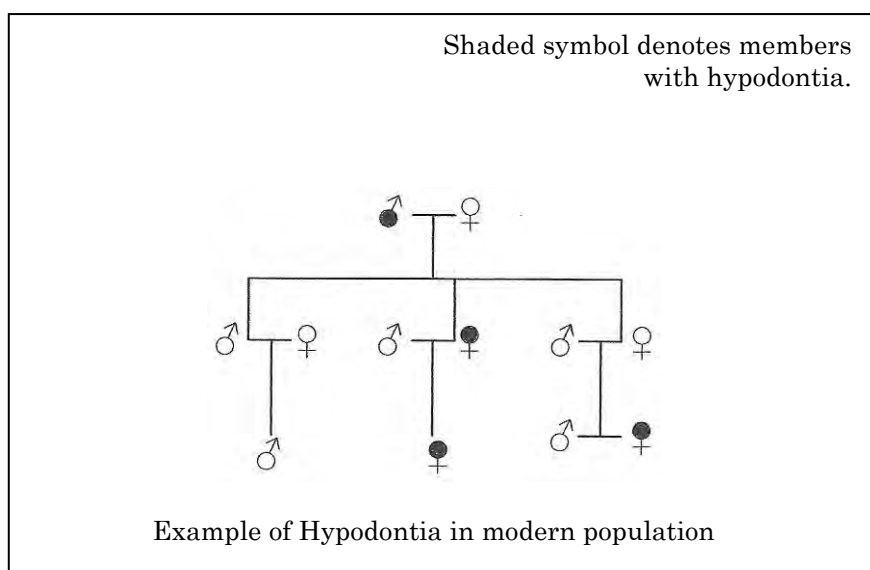 Shaded symbol denotes members
with hypodontia.
Example of Hypodontia in modern population